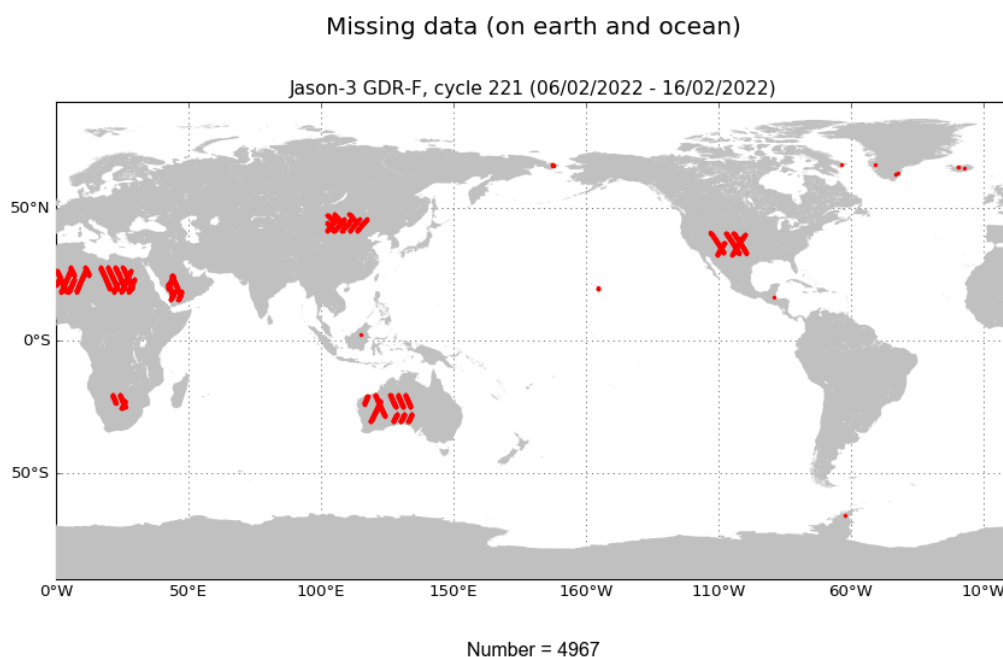 Missing data (on earth and ocean)
Jason-3 GDR-F, cycle 221 (06/02/2022 - 16/02/2022)
50°N
0°S
50°S
0°W 50°E 100°E 150°E 160°W 110°W 60°W 10°W
Number = 4967